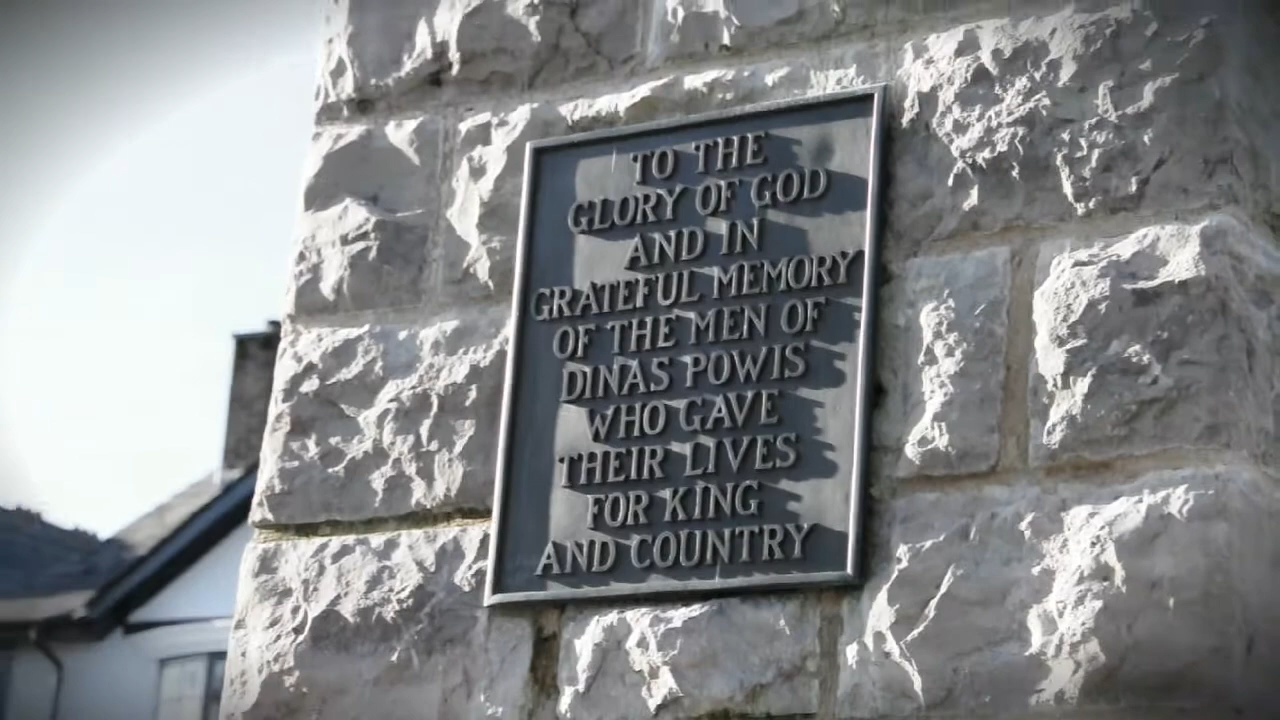 TO THE
GLORY OF GOD
AND IN
GRATEFUL MEMORY
OF THE MEN OF
DINAS POWIS
WHO GAVE
THEIR LIVES
FOR KING
AND COUNTRY